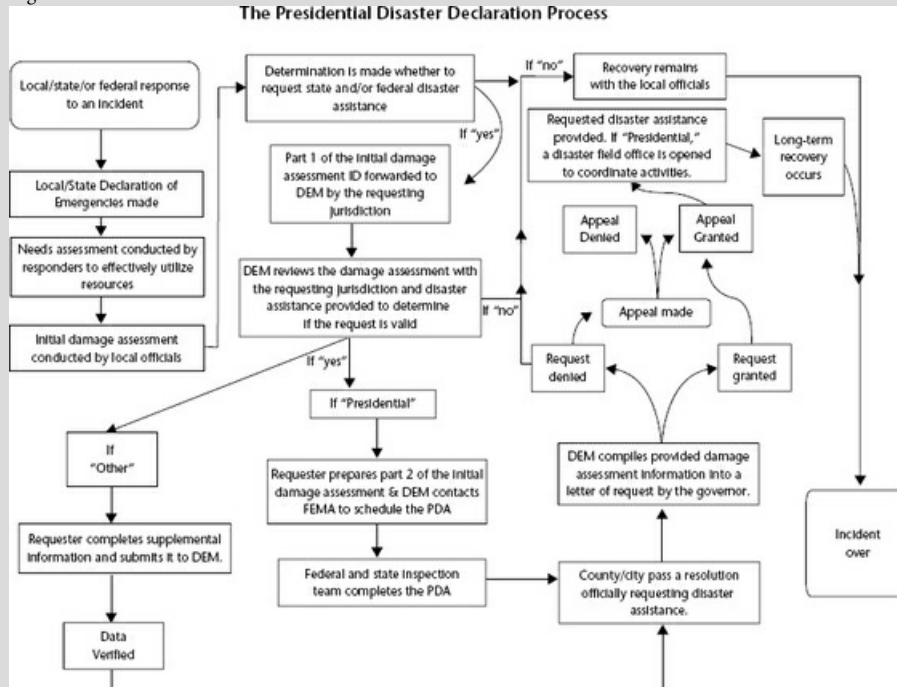 The Presidential Disaster Declaration Process
Local/state/or federal response
to an incident
Local/State Declaration of
Emergencies made
Needs assessment conducted by
responders to effectively utilize
resources
Initial damage assessment
conducted by local officials
Determination is made whether to
request state and/or federal disaster
assistance
If "yes"
If "no"
Recovery remains
with the local officials
Part 1 of the initial damage
assessment ID forwarded to
DEM by the requesting
jurisdiction
DEM reviews the damage assessment with
the requesting jurisdiction and disaster
assistance provided to determine
if the request is valid
If "no"
If "yes"
Requested disaster assistance
provided. If "Presidential,"
a disaster field office is opened
to coordinate activities.
Long-term
recovery
occurs
Appeal
Denied
Appeal
Granted
Appeal made
Request
denied
Request
granted
If "Presidential"
If
"Other"
Requester prepares part 2 of the initial
damage assessment & DEM contacts
FEMA to schedule the PDA
DEM compiles provided damage
assessment information into a
letter of request by the governor.
Requester completes supplemental
information and submits it to DEM.
Federal and state inspection
team completes the PDA
County/city pass a resolution
officially requesting disaster
assistance.
Incident
over
Data
Verified